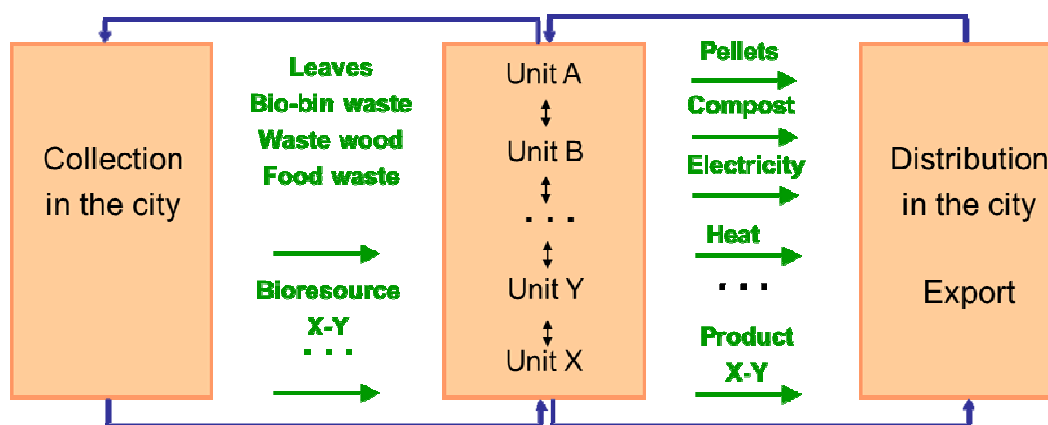 Collection
in the city
Leaves
Bio-bin waste
Waste wood
Food waste
Bioresource
X-Y
. . .
Unit A
Unit B
. . .
Unit Y
Unit X
Pellets
Compost
Electricity
Heat
. . .
Product
X-Y
Distribution
in the city
Export